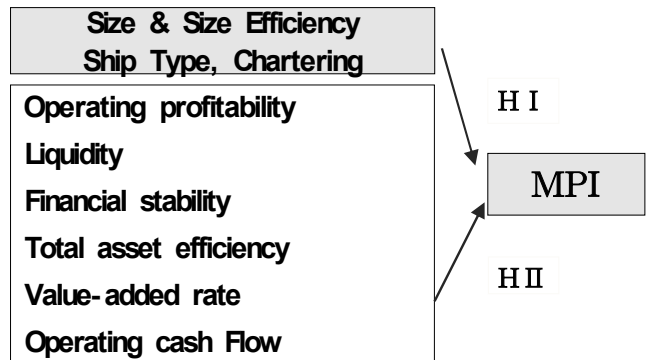 Size & Size Efficiency
Ship Type, Chartering
Operating profitability
Liquidity
Financial stability
Total asset efficiency
Value-added rate
Operating cash Flow
H I
MPI
H II